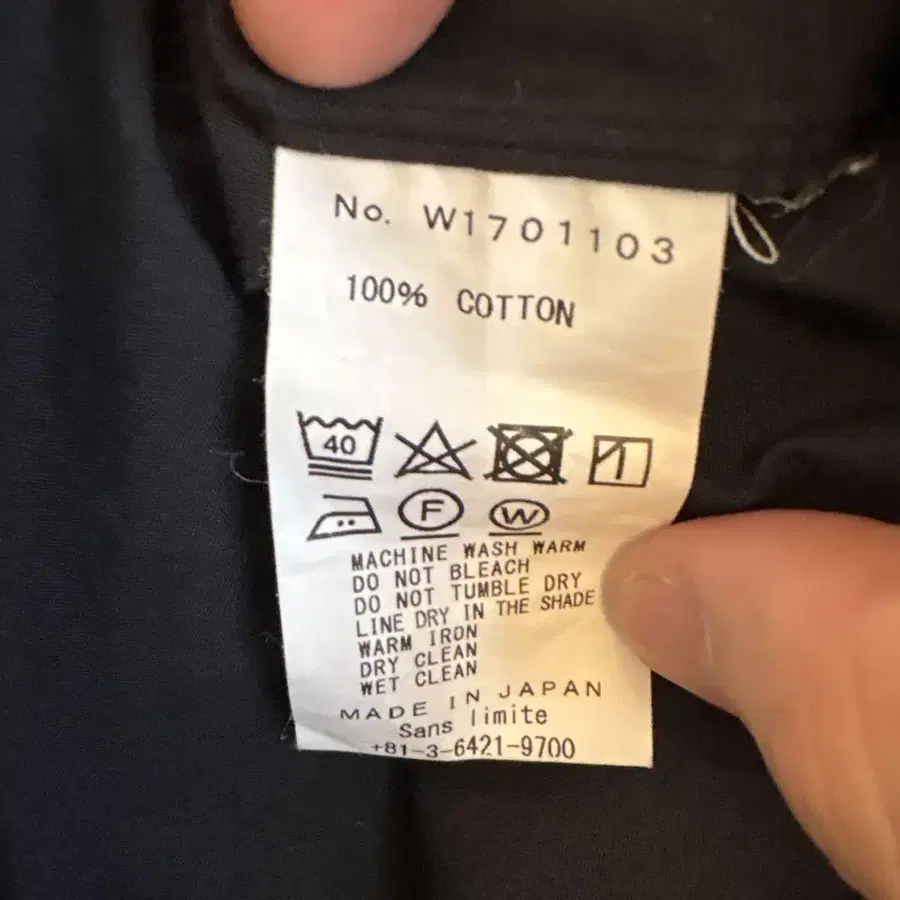 No. W1701103
100% COTTON
40
F W
MACHINE WASH WARM
DO NOT BLEACH
DO NOT TUMBLE DRY
LINE DRY IN THE SHADE
WARM IRON
DRY CLEAN
WET CLEAN
MADE IN JAPAN
Sans limite
+81-3-6421-9700